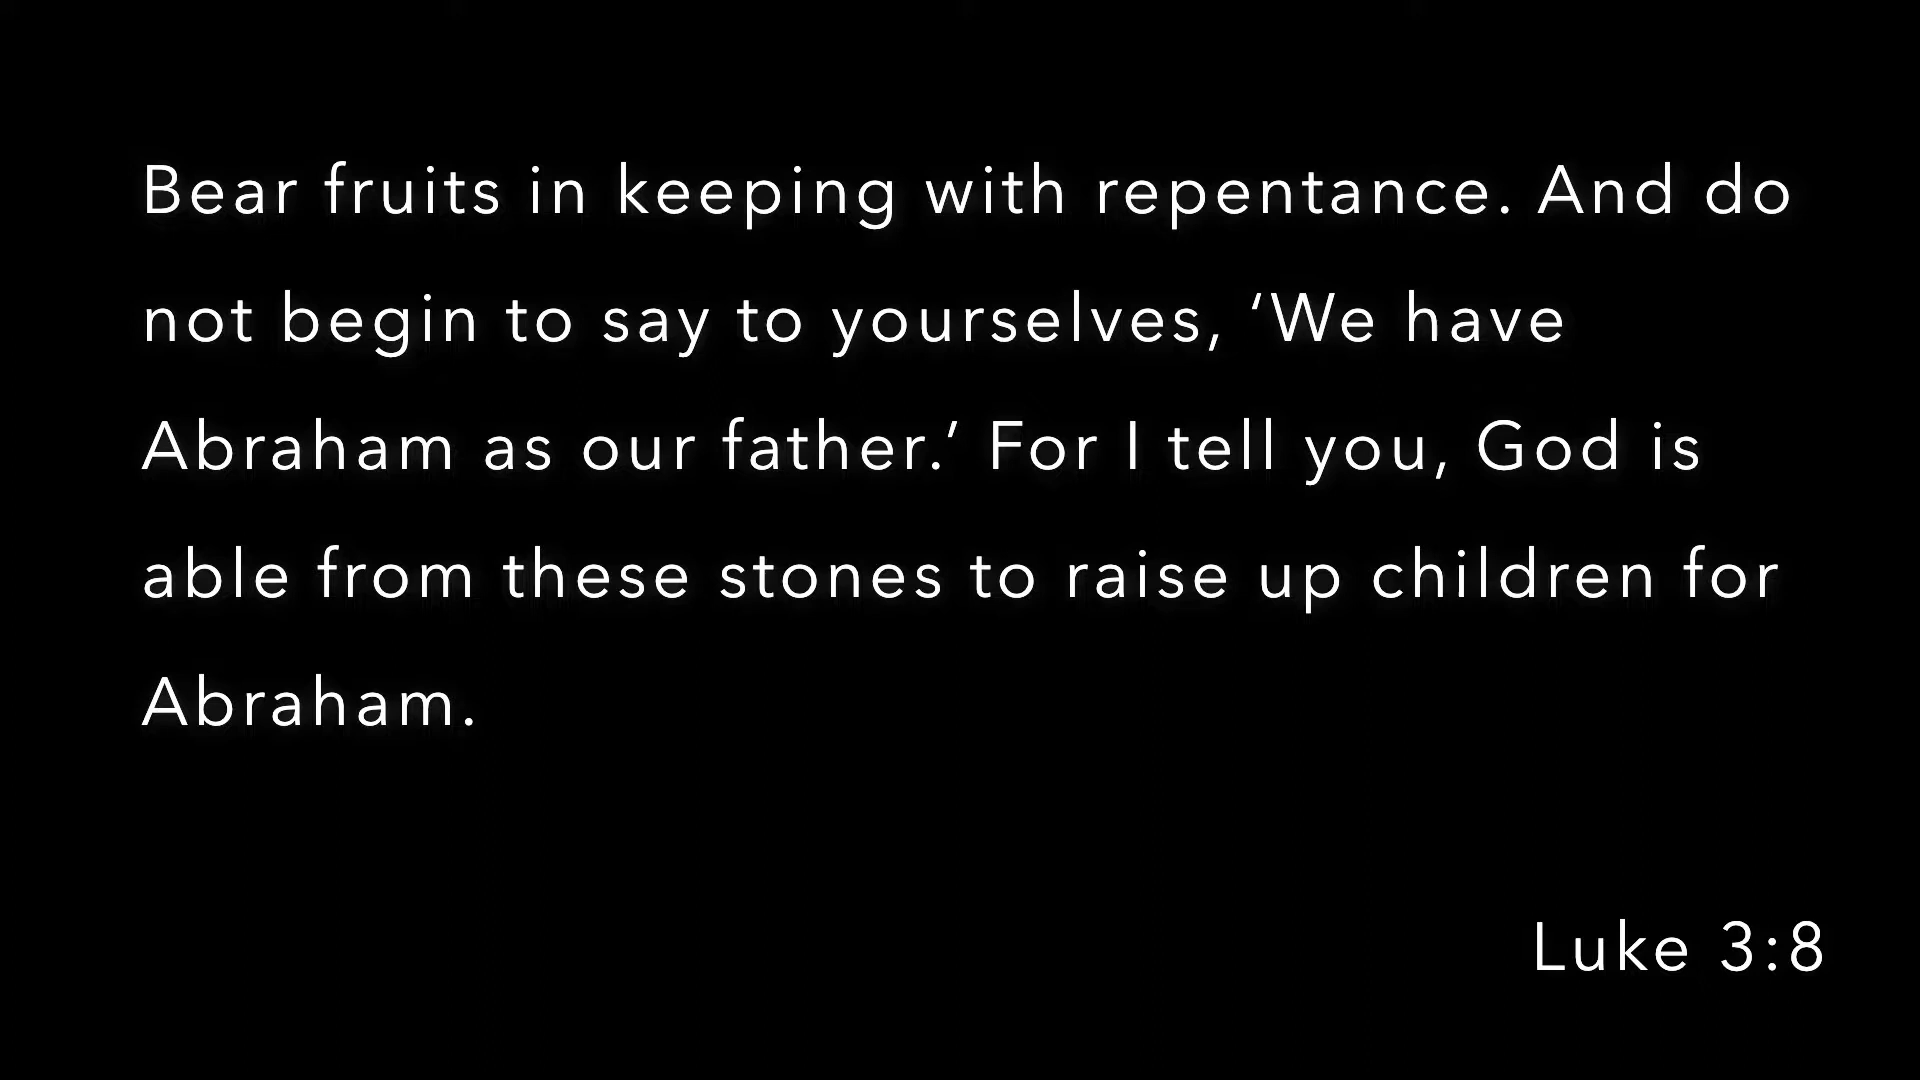 Bear fruits in keeping with repentance. And do
not begin to say to yourselves, ‘We have
Abraham as our father.’ For I tell you, God is
able from these stones to raise up children for
Abraham.
Luke 3:8